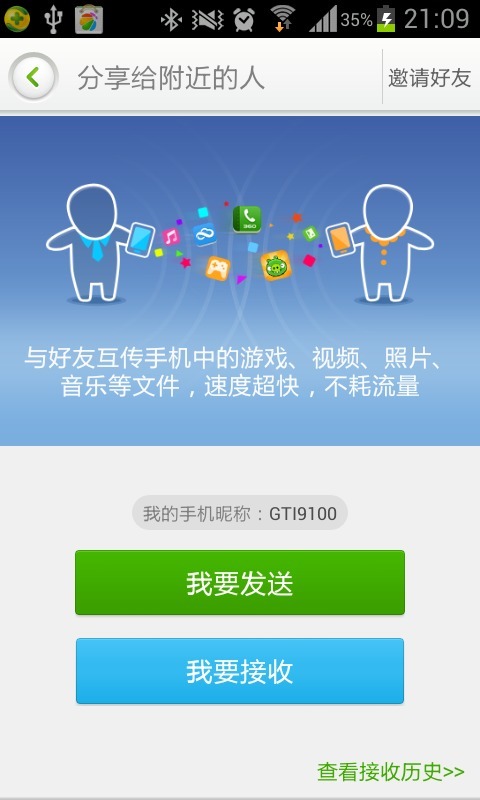 35% 21:09
分享给附近的人 邀请好友
与好友互传手机中的游戏、视频、照片、
音乐等文件，速度超快，不耗流量
我的手机昵称：GTI9100
我要发送
我要接收
查看接收历史>>